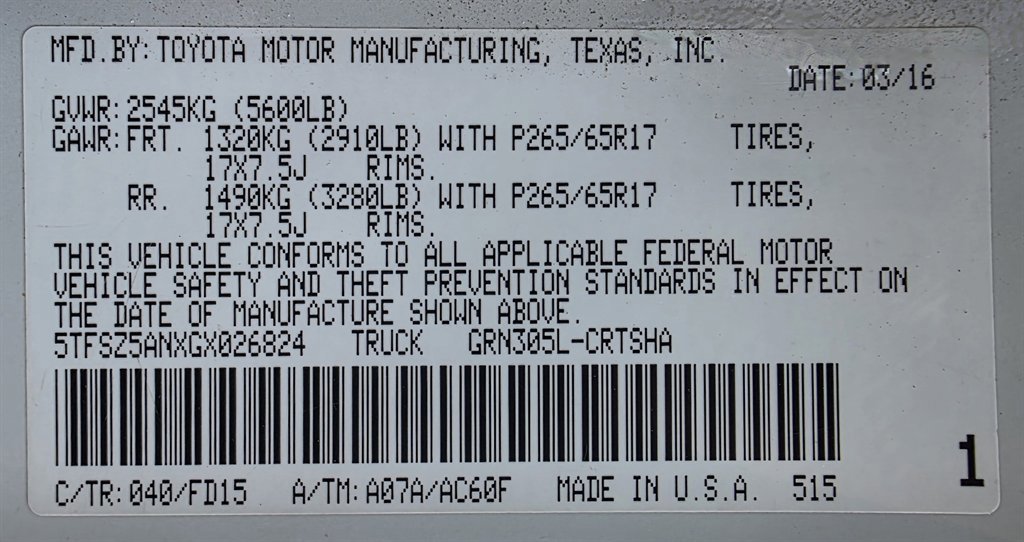 MFD.BY: TOYOTA MOTOR MANUFACTURING, TEXAS, INC.
DATE: 03/16
GVWR: 2545KG (5600LB)
GAWR: FRT. 1320KG (2910LB) WITH P265/65R17 TIRES,
17X7.5J RIMS.
RR. 1490KG (3280LB) WITH P265/65R17 TIRES,
17X7.5J RIMS.
THIS VEHICLE CONFORMS TO ALL APPLICABLE FEDERAL MOTOR
VEHICLE SAFETY AND THEFT PREVENTION STANDARDS IN EFFECT ON
THE DATE OF MANUFACTURE SHOWN ABOVE.
5TFSZ5ANXGX026824 TRUCK GRN305L-CRTSHA
C/TR: 040/FD15 A/TM: A07A/AC60F MADE IN U.S.A. 515
1